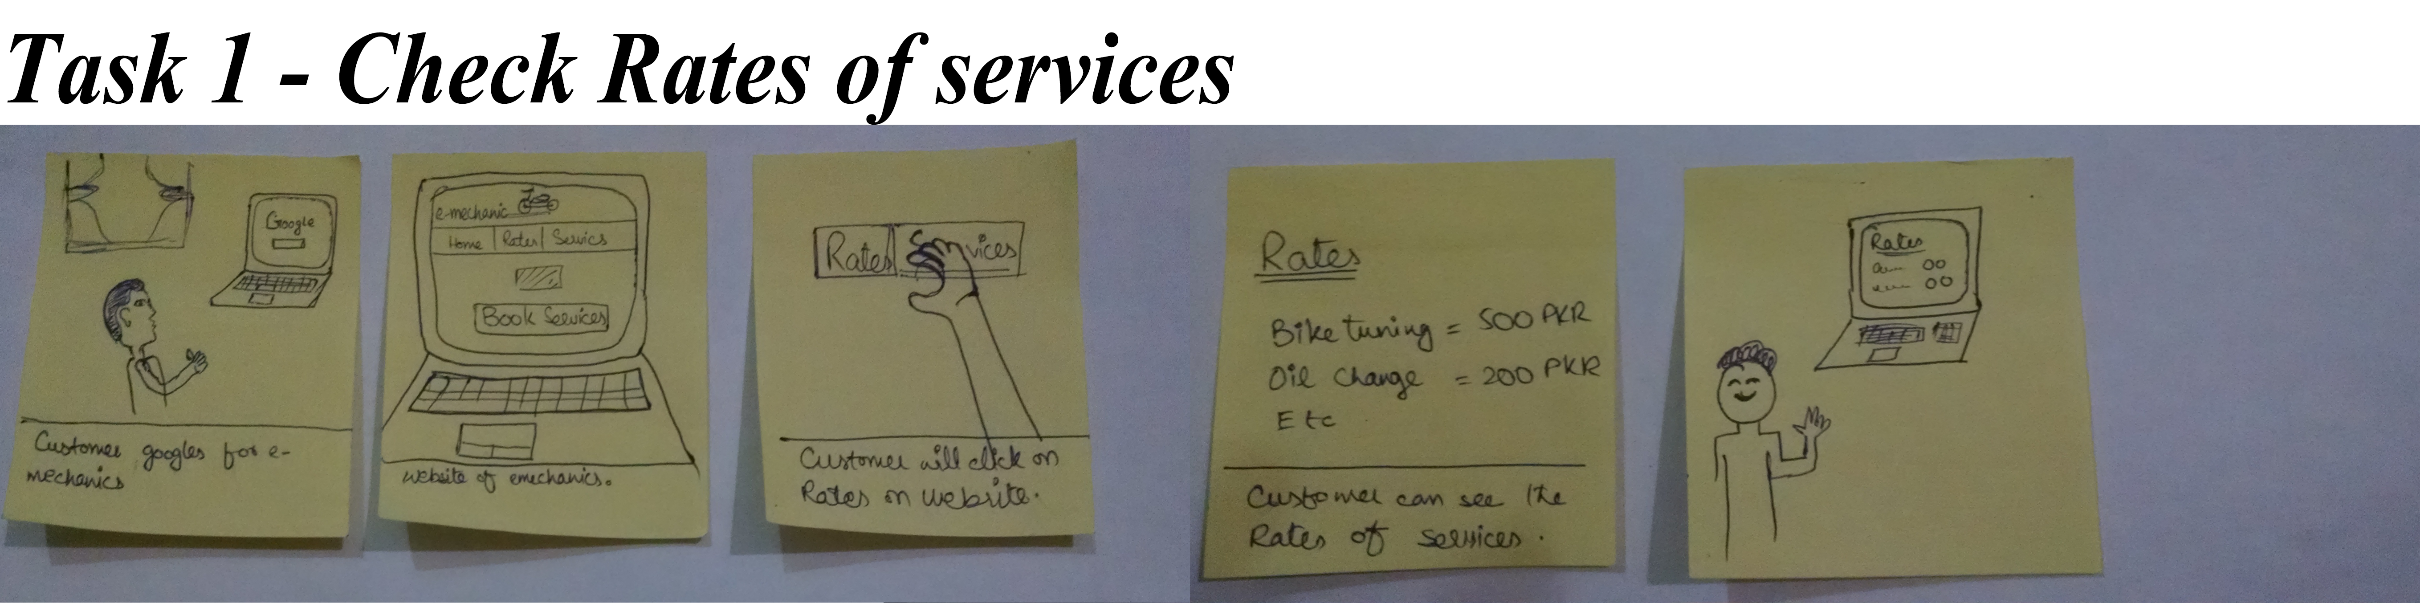 Task 1 - Check Rates of services
Google
Customer googles for e-
mechanics
e-mechanic
Home | Rates | Servics
Book Services
website of emechanics.
Rates Services
Customer will click on
Rates on website.
Rates
Bike tuning = 500 PKR
Oil Change = 200 PKR
Etc
Customer can see the
Rates of services.
Rates